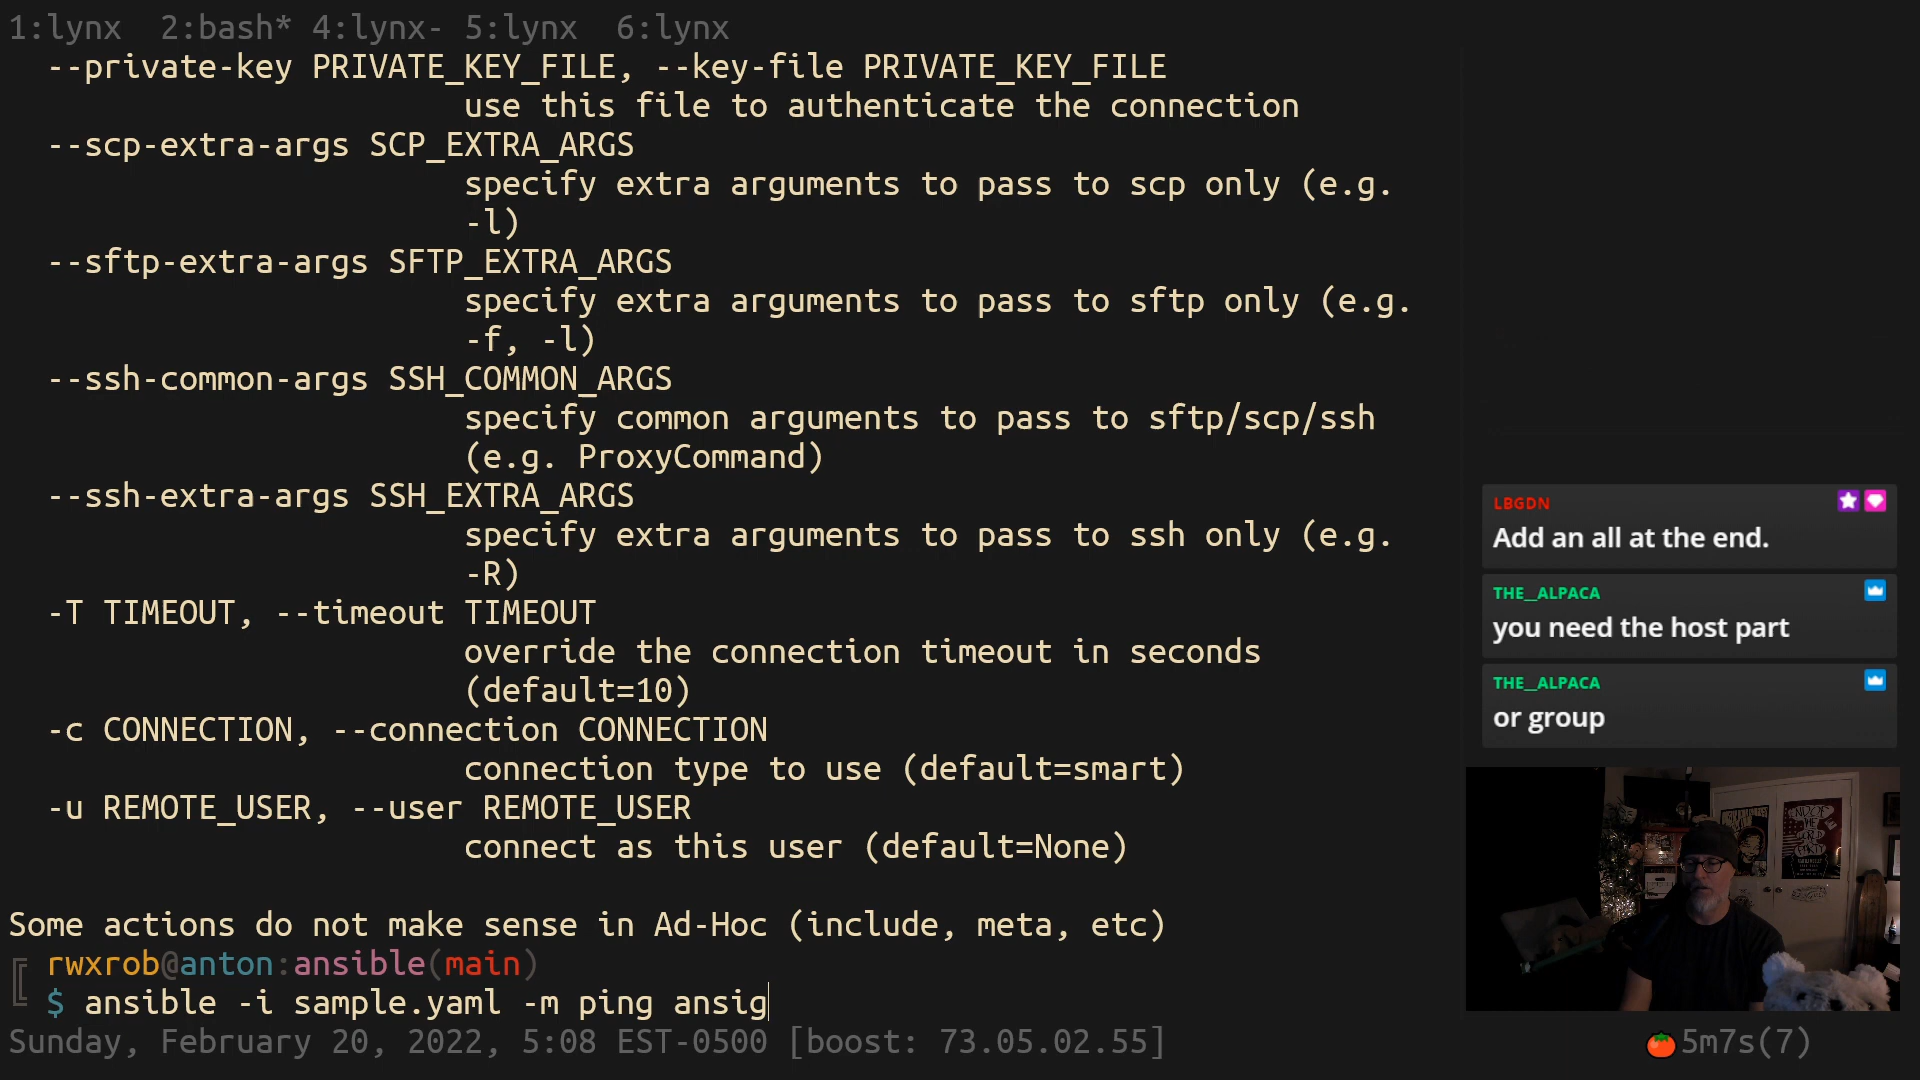 1:lynx  2:bash* 4:lynx- 5:lynx  6:lynx
--private-key PRIVATE_KEY_FILE, --key-file PRIVATE_KEY_FILE
use this file to authenticate the connection
--scp-extra-args SCP_EXTRA_ARGS
specify extra arguments to pass to scp only (e.g.
-l)
--sftp-extra-args SFTP_EXTRA_ARGS
specify extra arguments to pass to sftp only (e.g.
-f, -l)
--ssh-common-args SSH_COMMON_ARGS
specify common arguments to pass to sftp/scp/ssh
(e.g. ProxyCommand)
--ssh-extra-args SSH_EXTRA_ARGS
specify extra arguments to pass to ssh only (e.g.
-R)
-T TIMEOUT, --timeout TIMEOUT
override the connection timeout in seconds
(default=10)
-c CONNECTION, --connection CONNECTION
connection type to use (default=smart)
-u REMOTE_USER, --user REMOTE_USER
connect as this user (default=None)
Some actions do not make sense in Ad-Hoc (include, meta, etc)
rwxrob@anton:ansible(main)
$ ansible -i sample.yaml -m ping ansig
Sunday, February 20, 2022, 5:08 EST-0500 [boost: 73.05.02.55]
LBGDN
Add an all at the end.
THE__ALPACA
you need the host part
THE__ALPACA
or group
🍅5m7s(7)